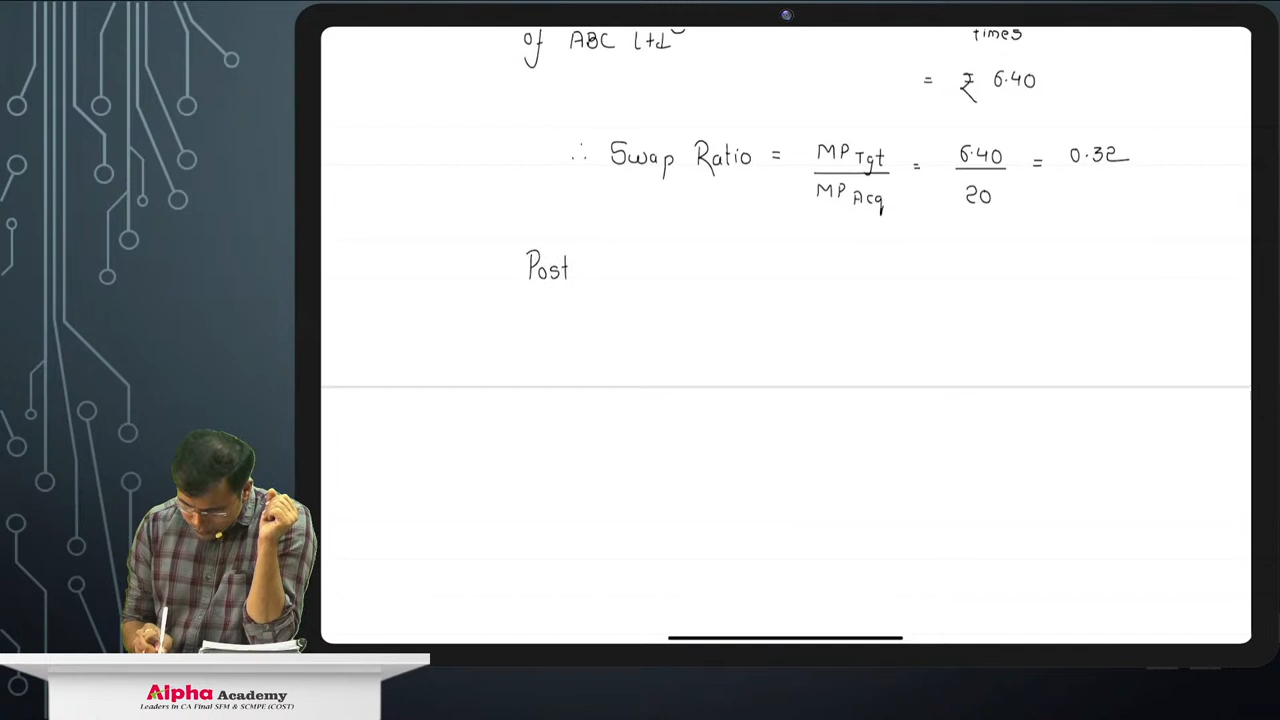 of ABC Ltd
times
= ₹ 6.40
∴ Swap Ratio = MP Tgt / MP Acq = 6.40 / 20 = 0.32
Post
Alpha Academy
Leaders in CA Final SFM & SCMPE (COST)